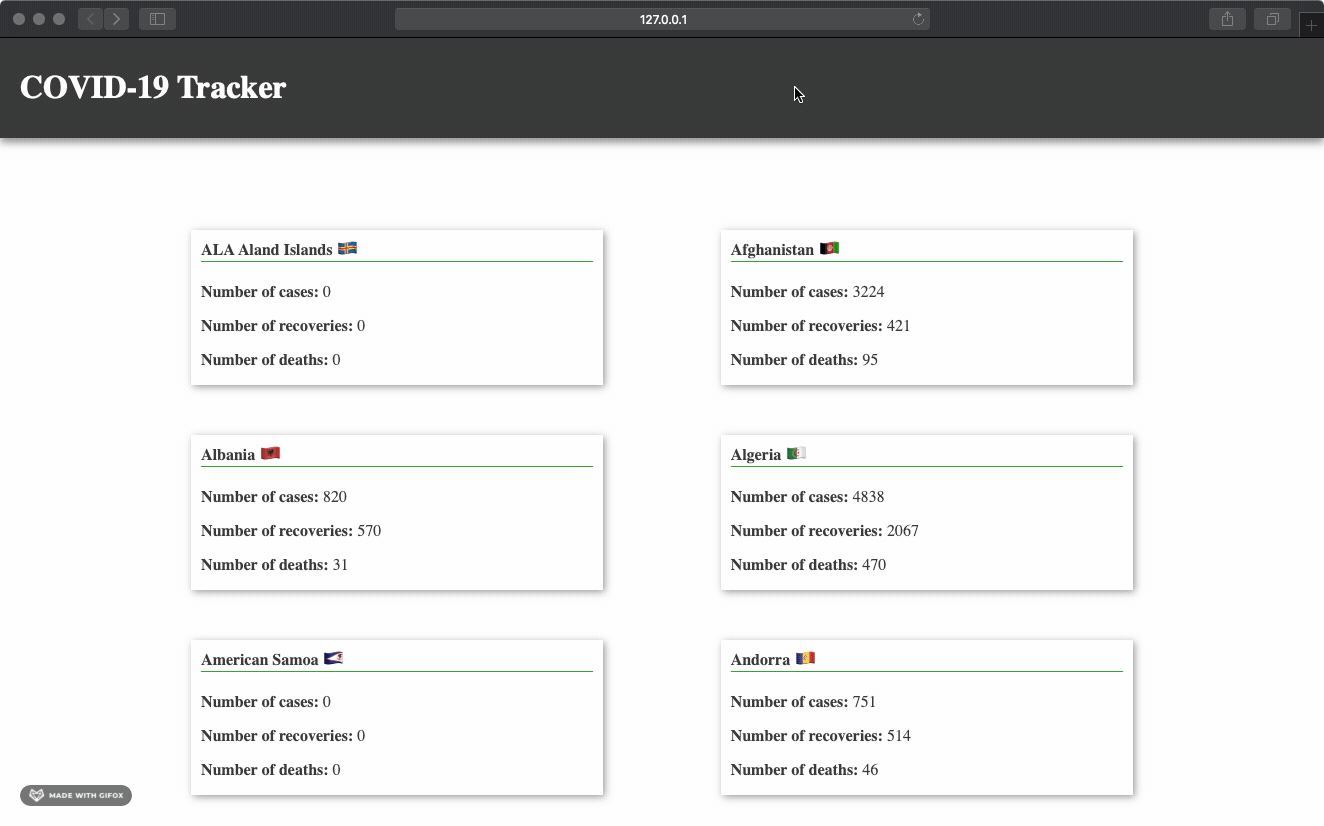 127.0.0.1
COVID-19 Tracker
ALA Aland Islands 🇦🇽
Number of cases: 0
Number of recoveries: 0
Number of deaths: 0
Afghanistan 🇦🇫
Number of cases: 3224
Number of recoveries: 421
Number of deaths: 95
Albania 🇦🇱
Number of cases: 820
Number of recoveries: 570
Number of deaths: 31
Algeria 🇩🇿
Number of cases: 4838
Number of recoveries: 2067
Number of deaths: 470
American Samoa 🇦🇸
Number of cases: 0
Number of recoveries: 0
Number of deaths: 0
Andorra 🇦🇩
Number of cases: 751
Number of recoveries: 514
Number of deaths: 46
MADE WITH GIFOX